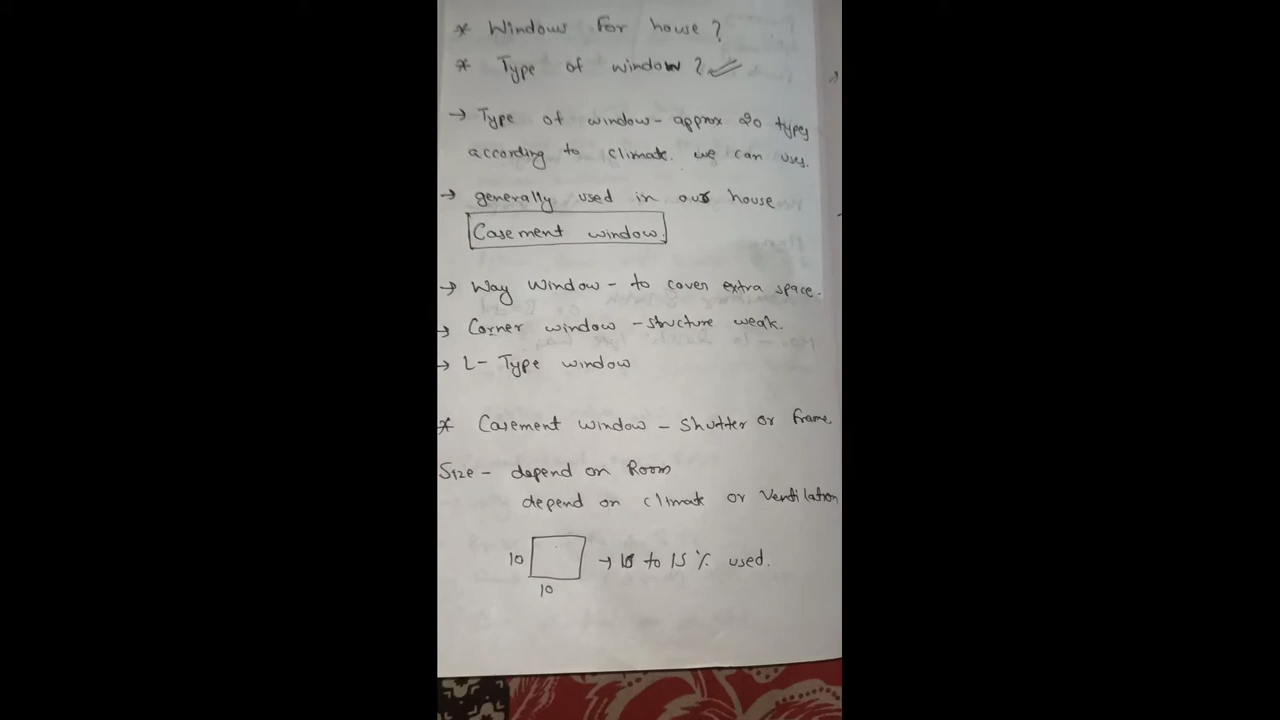 * Windows for house ?
* Type of window ?
→ Type of window - approx 20 types
according to climate. we can uses.
→ generally used in our house
Casement window.
→ Way Window - to cover extra space.
→ Corner window - structure weak.
→ L- Type window
* Casement window - Shutter or frame
Size - depend on Room
depend on climate or Ventilation
10 → 10 to 15 % used.
10